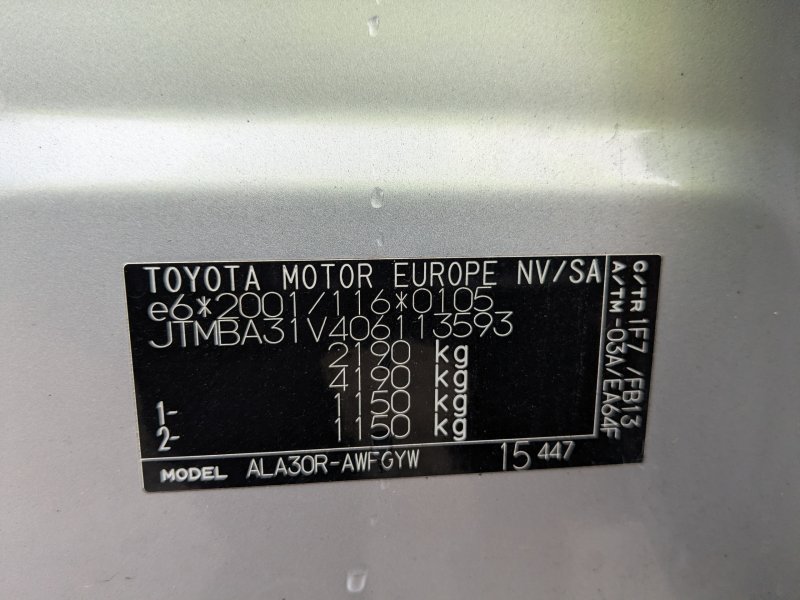 TOYOTA MOTOR EUROPE NV/SA
e6*2001/116*0105
JTMBA31V406113593
2190 kg
4190 kg
1- 1150 kg
2- 1150 kg
MODEL ALA30R-AWFGYW 15 447
C/TR 1F7 /FB13
A/TM -03A/EA64F